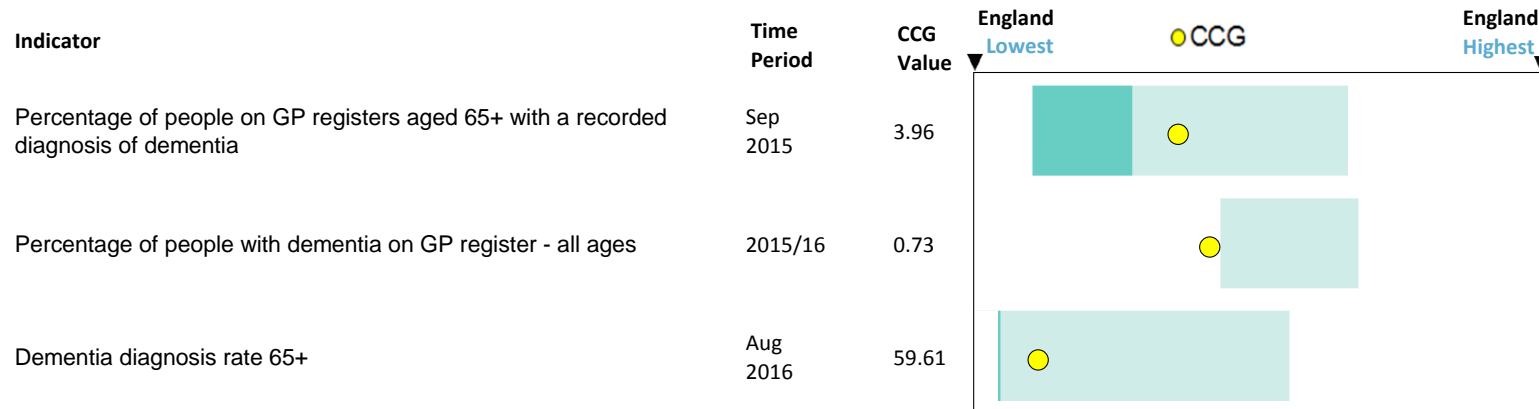 Indicator
Time
Period
CCG
Value
England
Lowest
CCG
England
Highest
Percentage of people on GP registers aged 65+ with a recorded
diagnosis of dementia
Sep
2015
3.96
Percentage of people with dementia on GP register - all ages
2015/16
0.73
Dementia diagnosis rate 65+
Aug
2016
59.61